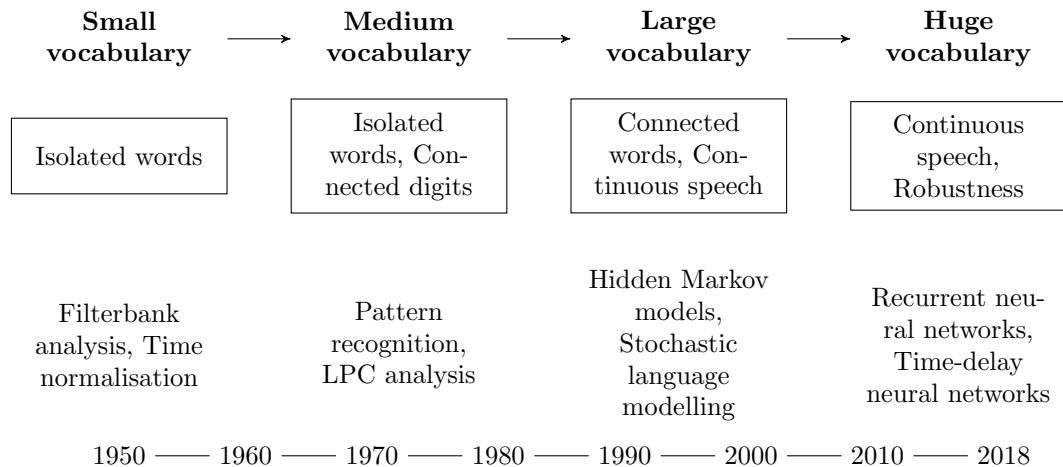 Small
vocabulary
Medium
vocabulary
Large
vocabulary
Huge
vocabulary
Isolated words
Isolated
words, Con-
nected digits
Connected
words, Con-
tinuous speech
Continuous
speech,
Robustness
Filterbank
analysis, Time
normalisation
Pattern
recognition,
LPC analysis
Hidden Markov
models,
Stochastic
language
modelling
Recurrent neu-
ral networks,
Time-delay
neural networks
1950 1960 1970 1980 1990 2000 2010 2018